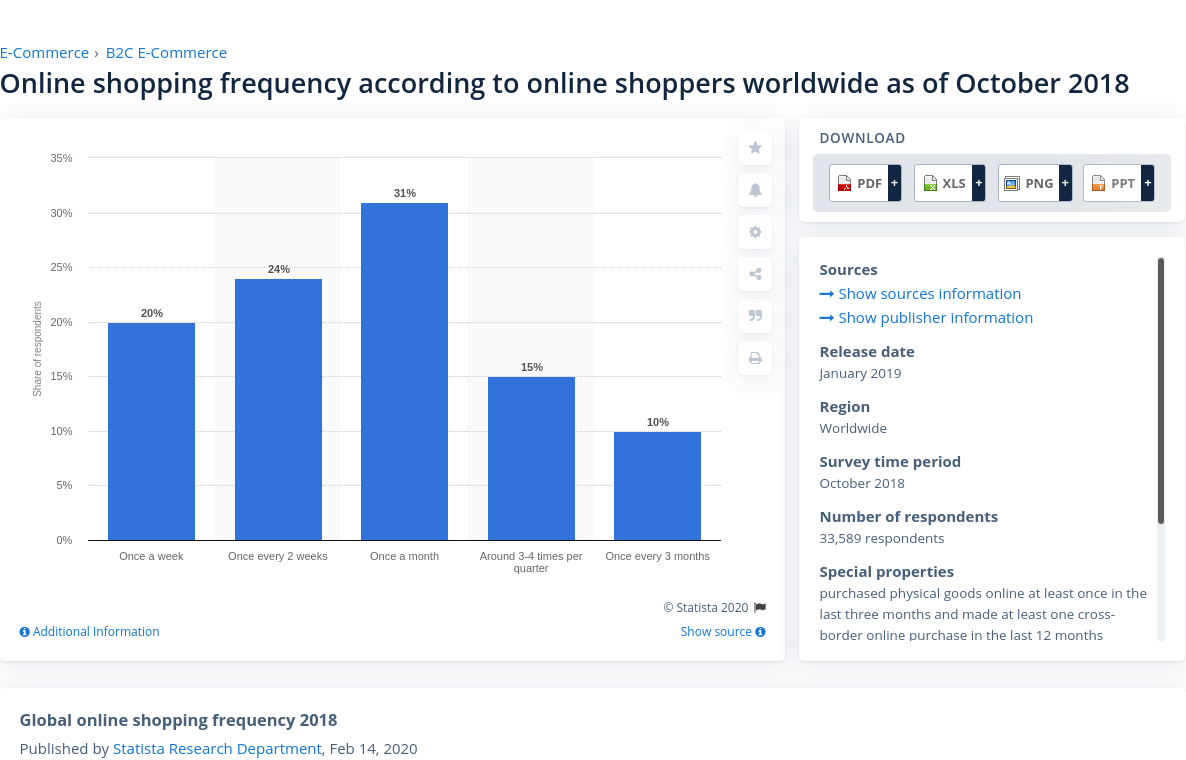 E-Commerce › B2C E-Commerce
Online shopping frequency according to online shoppers worldwide as of October 2018
35%
30%
25%
20%
15%
10%
5%
0%
Share of respondents
20%
24%
31%
15%
10%
Once a week
Once every 2 weeks
Once a month
Around 3-4 times per
quarter
Once every 3 months
© Statista 2020
Additional Information
Show source
DOWNLOAD
PDF + XLS + PNG + PPT +
Sources
Show sources information
Show publisher information
Release date
January 2019
Region
Worldwide
Survey time period
October 2018
Number of respondents
33,589 respondents
Special properties
purchased physical goods online at least once in the
last three months and made at least one cross-
border online purchase in the last 12 months
Global online shopping frequency 2018
Published by Statista Research Department, Feb 14, 2020